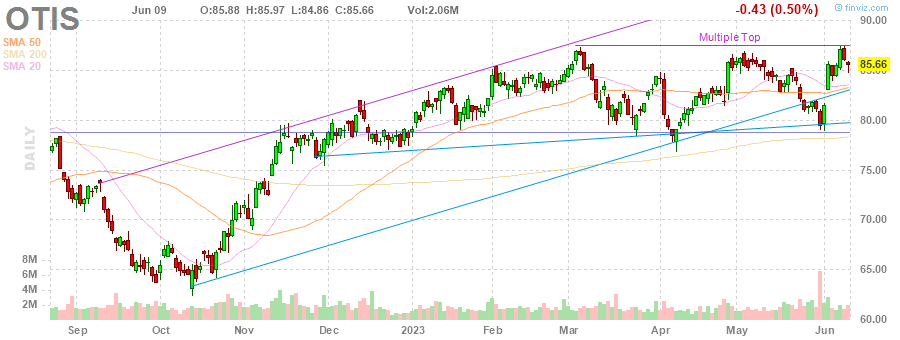 OTIS
Jun 09 O:85.88 H:85.97 L:84.86 C:85.66 Vol:2.06M
-0.43 (0.50%)
© finviz.com
SMA 50
SMA 200
SMA 20
Multiple Top
DAILY
90.00
85.66
85.00
80.00
75.00
70.00
65.00
60.00
8M
6M
4M
2M
Sep Oct Nov Dec 2023 Feb Mar Apr May Jun